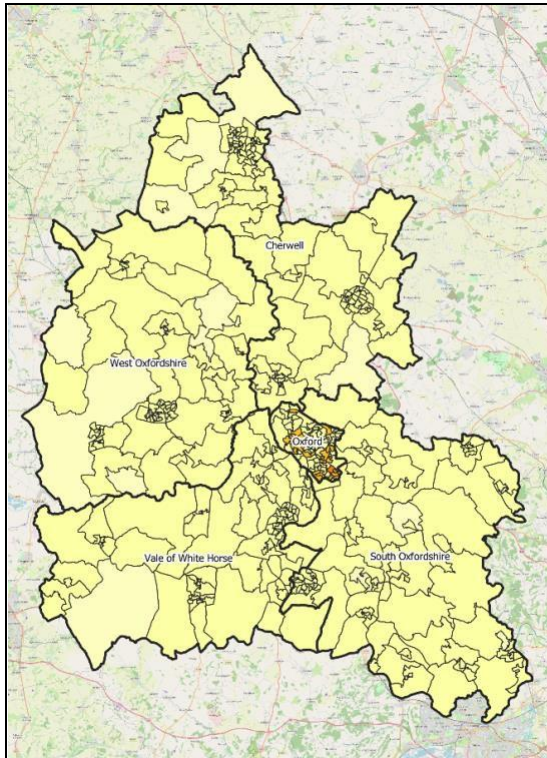 Cherwell
West Oxfordshire
Oxford
Vale of White Horse
South Oxfordshire